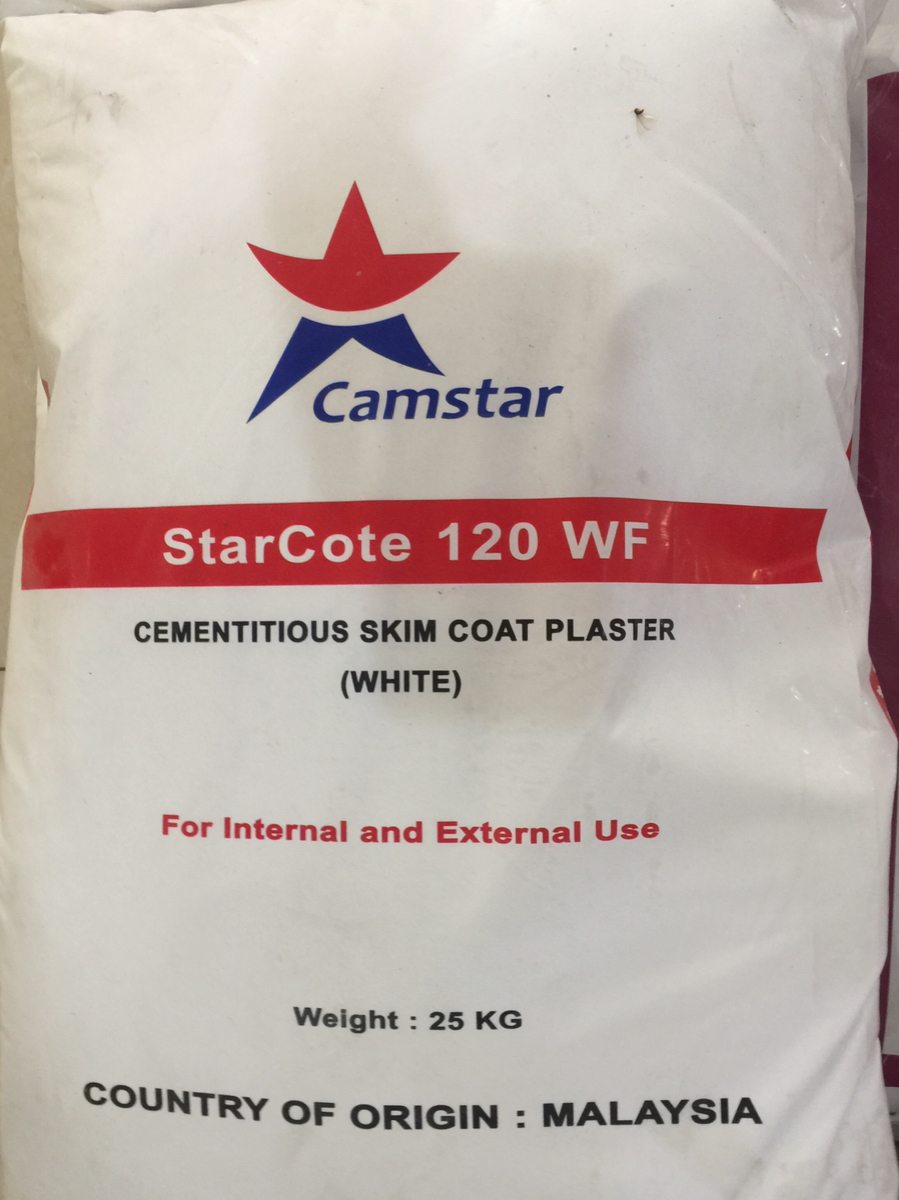 Camstar
StarCote 120 WF
CEMENTITIOUS SKIM COAT PLASTER
(WHITE)
For Internal and External Use
Weight : 25 KG
COUNTRY OF ORIGIN : MALAYSIA